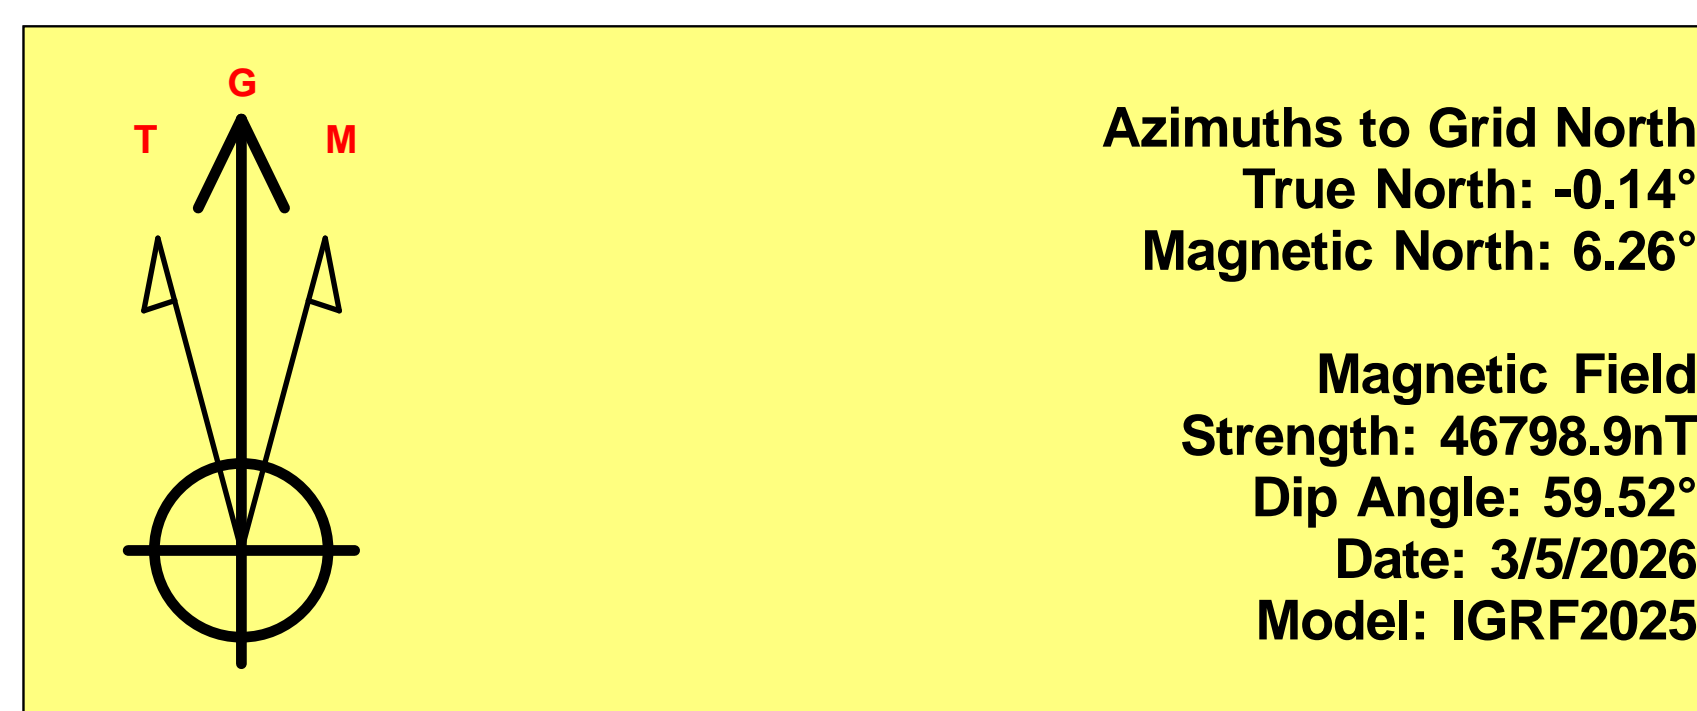 G
T M
Azimuths to Grid North
True North: -0.14°
Magnetic North: 6.26°
Magnetic Field
Strength: 46798.9nT
Dip Angle: 59.52°
Date: 3/5/2026
Model: IGRF2025